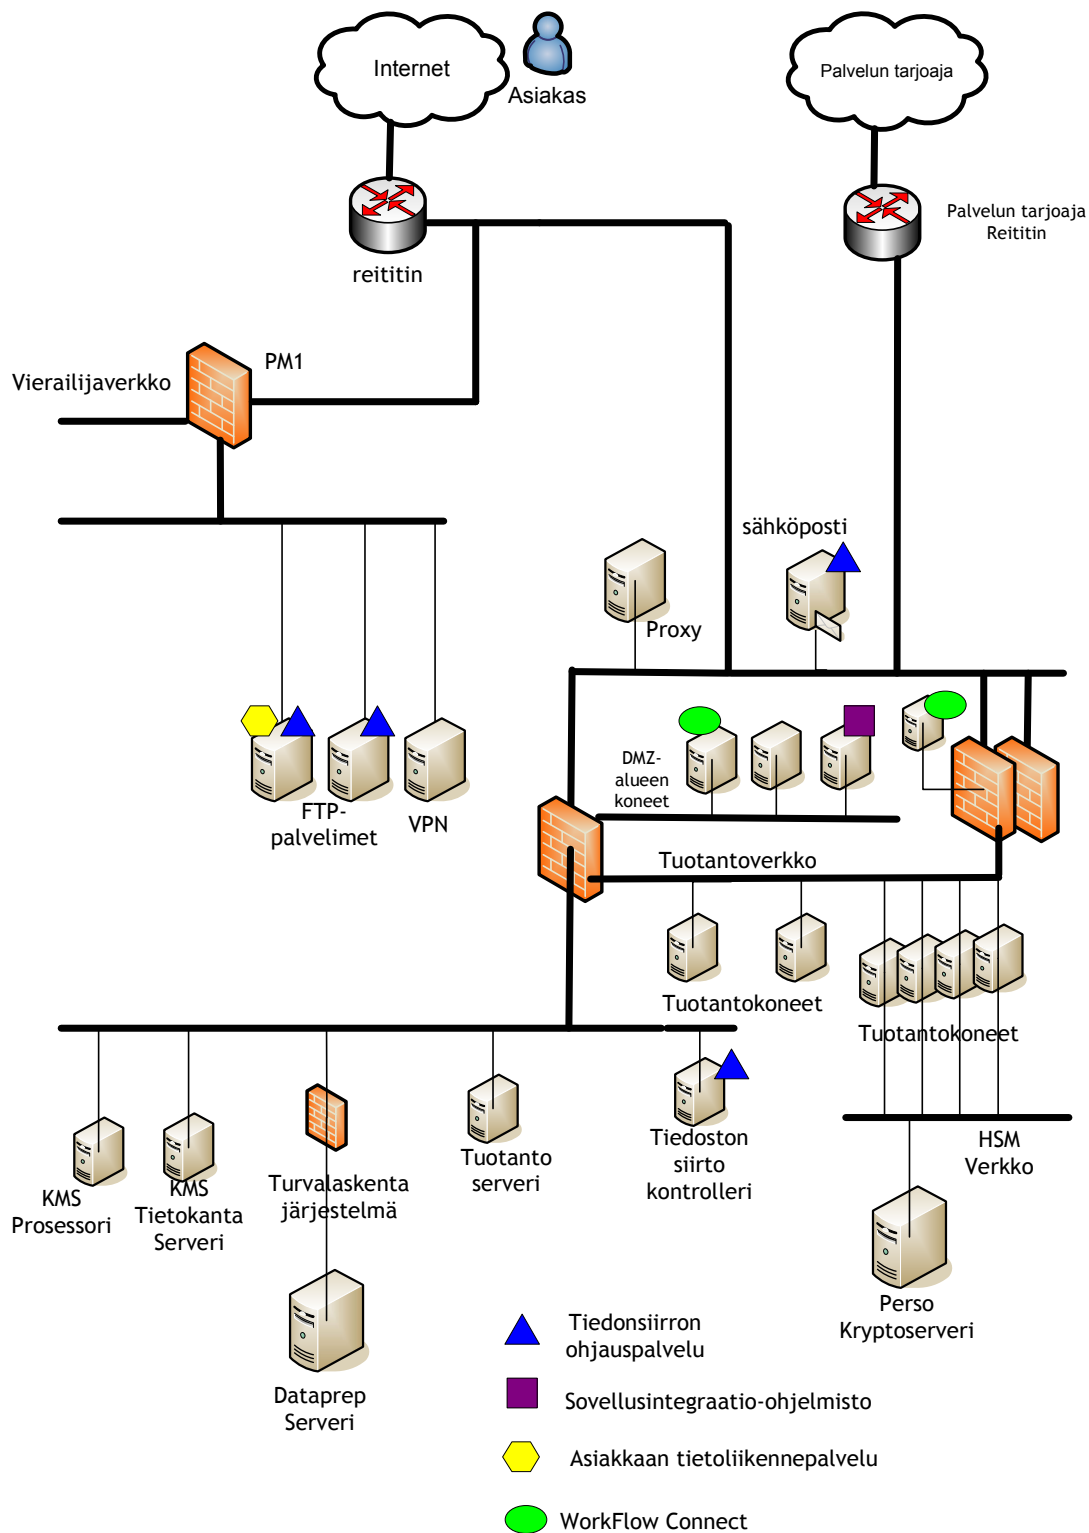 Internet
Asiakas
Palvelun tarjoaja
Palvelun tarjoaja
Reititin
reititin
PM1
Vierailijaverkko
sähköposti
Proxy
DMZ-
alueen
koneet
FTP-
palvelimet
VPN
Tuotantoverkko
Tuotantokoneet
Tuotantokoneet
KMS
Prosessori
KMS
Tietokanta
Serveri
Turvalaskenta
järjestelmä
Tuotanto
serveri
Tiedoston
siirto
kontrolleri
HSM
Verkko
Perso
Kryptoserveri
Dataprep
Serveri
Tiedonsiirron
ohjauspalvelu
Sovellusintegraatio-ohjelmisto
Asiakkaan tietoliikennepalvelu
WorkFlow Connect